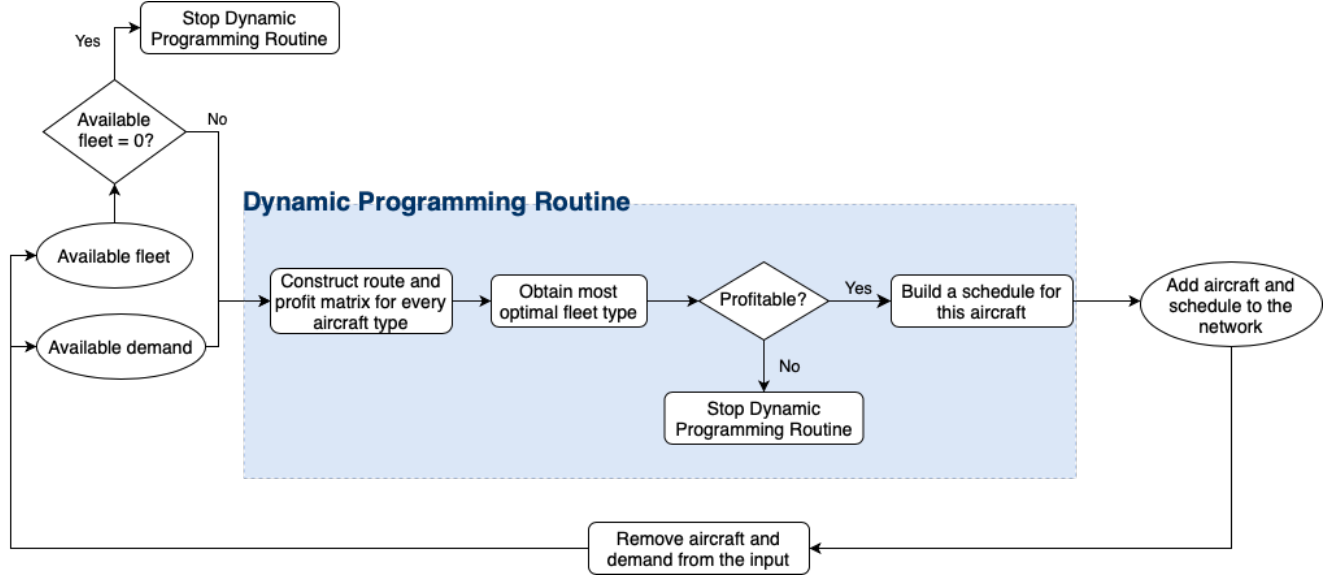 Stop Dynamic
Programming Routine
Yes
Available
fleet = 0?
No
Dynamic Programming Routine
Available fleet
Available demand
Construct route and
profit matrix for every
aircraft type
Obtain most
optimal fleet type
Profitable?
Yes
Build a schedule for
this aircraft
Add aircraft and
schedule to the
network
No
Stop Dynamic
Programming Routine
Remove aircraft and
demand from the input